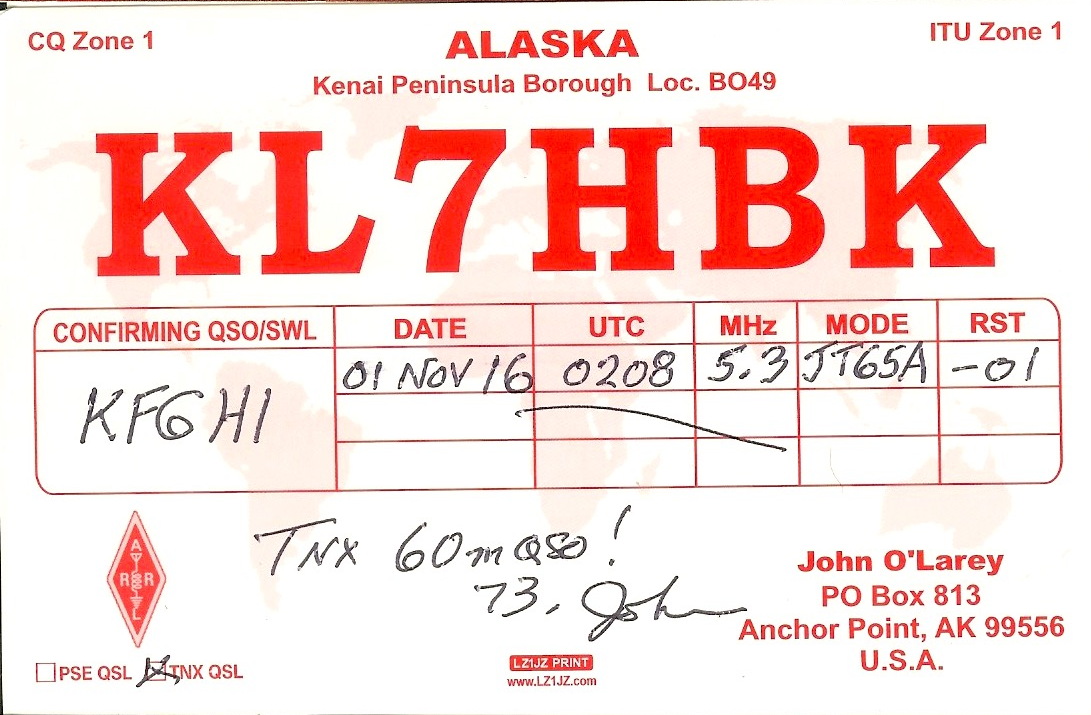 CQ Zone 1
ALASKA
ITU Zone 1
Kenai Peninsula Borough Loc. BO49
KL7HBK
CONFIRMING QSO/SWL DATE UTC MHz MODE RST
KF6HI 01 NOV 16 0208 5.3 JT65A -01
TNX 60m QSO!
73, John
A
R R
L
John O'Larey
PO Box 813
Anchor Point, AK 99556
U.S.A.
PSE QSL TNX QSL
LZ1JZ PRINT
www.LZ1JZ.com